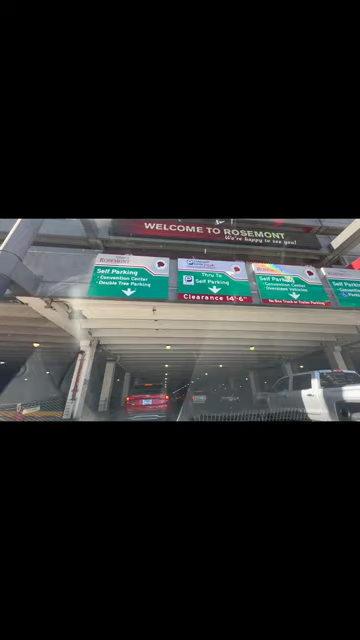 WELCOME TO ROSEMONT
We're happy to see you!
ROSEMONT
Self Parking
- Convention Center
- Double Tree Parking
P
Thru To
Self Parking
Clearance 14'-6"
Self Parking
- Convention Center
- Oversized Vehicles
No Box Truck or Trailer Parking
Self